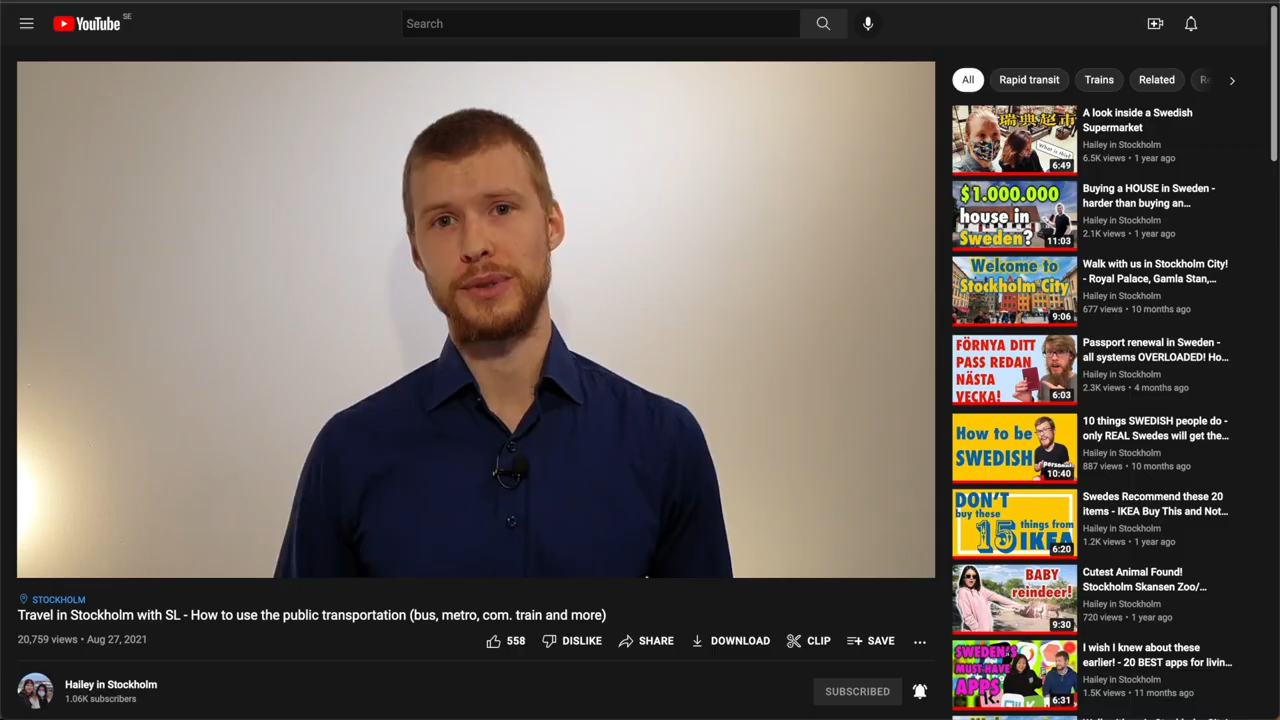 YouTube SE
Search
All
Rapid transit
Trains
Related
瑞典超市
What is this?
6:49
A look inside a Swedish
Supermarket
Hailey in Stockholm
6.5K views • 1 year ago
$1.000.000
house in
Sweden?
11:03
Buying a HOUSE in Sweden -
harder than buying an...
Hailey in Stockholm
2.1K views • 1 year ago
Welcome to
Stockholm City
9:06
Walk with us in Stockholm City!
- Royal Palace, Gamla Stan,...
Hailey in Stockholm
677 views • 10 months ago
FÖRNYA DITT
PASS REDAN
NÄSTA
VECKA!
6:03
Passport renewal in Sweden -
all systems OVERLOADED! Ho...
Hailey in Stockholm
2.3K views • 4 months ago
How to be
SWEDISH
10:40
10 things SWEDISH people do -
only REAL Swedes will get the...
Hailey in Stockholm
887 views • 10 months ago
DON'T
buy these
15 things from
IKEA
6:20
Swedes Recommend these 20
items - IKEA Buy This and Not...
Hailey in Stockholm
1.2K views • 1 year ago
BABY
reindeer!
9:30
Cutest Animal Found!
Stockholm Skansen Zoo/...
Hailey in Stockholm
720 views • 1 year ago
SWEDEN'S
MUST-HAVE
APPS
6:31
I wish I knew about these
earlier! - 20 BEST apps for livin...
Hailey in Stockholm
1.5K views • 11 months ago
STOCKHOLM
Travel in Stockholm with SL - How to use the public transportation (bus, metro, com. train and more)
20,759 views • Aug 27, 2021
558
DISLIKE
SHARE
DOWNLOAD
CLIP
SAVE
...
Hailey in Stockholm
1.06K subscribers
SUBSCRIBED